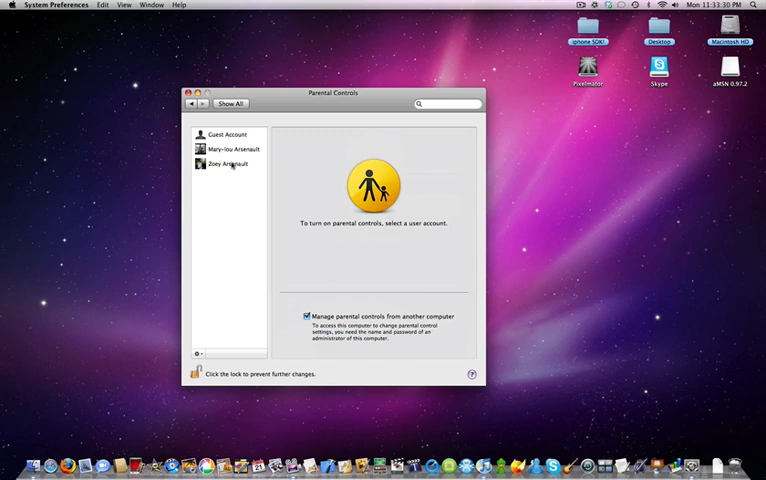 System Preferences Edit View Window Help
Mon 11:33:30 PM
iphone SDK!
Desktop
Macintosh HD
Pixelmator
Skype
aMSN 0.97.2
Parental Controls
Show All
Guest Account
Mary-lou Arsenault
Zoey Arsenault
To turn on parental controls, select a user account.
Manage parental controls from another computer
To access this computer to change parental control
settings, you need the name and password of an
administrator of this computer.
Click the lock to prevent further changes.
?
21